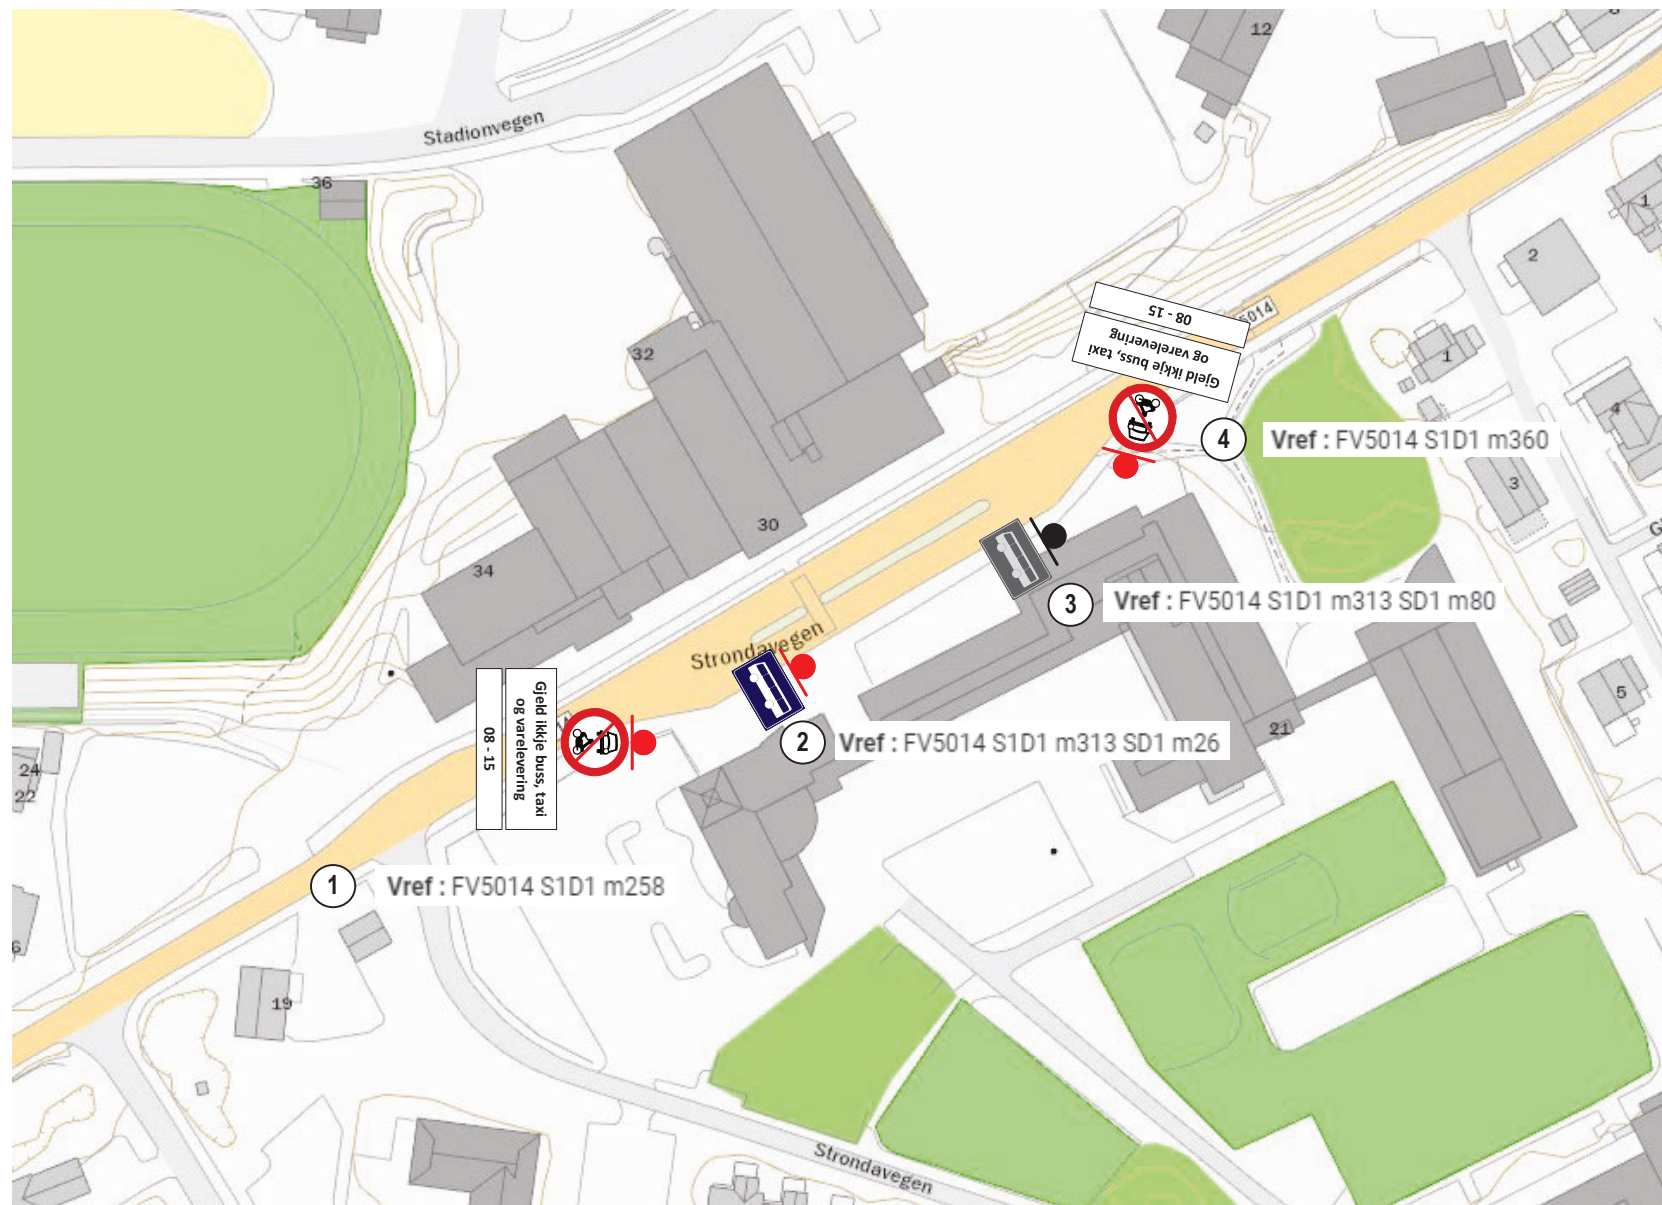 12
Stadionvegen
36
1
2
32
08 - 15
5014
Gjeld ikkje buss, taxi
og varelevering
1
4
4
Vref : FV5014 S1D1 m360
3
30
34
3
Vref : FV5014 S1D1 m313 SD1 m80
Strondavegen
Gjeld ikkje buss, taxi
og varelevering
08 - 15
5
2
Vref : FV5014 S1D1 m313 SD1 m26
21
24
22
1
Vref : FV5014 S1D1 m258
6
19
Strondavegen